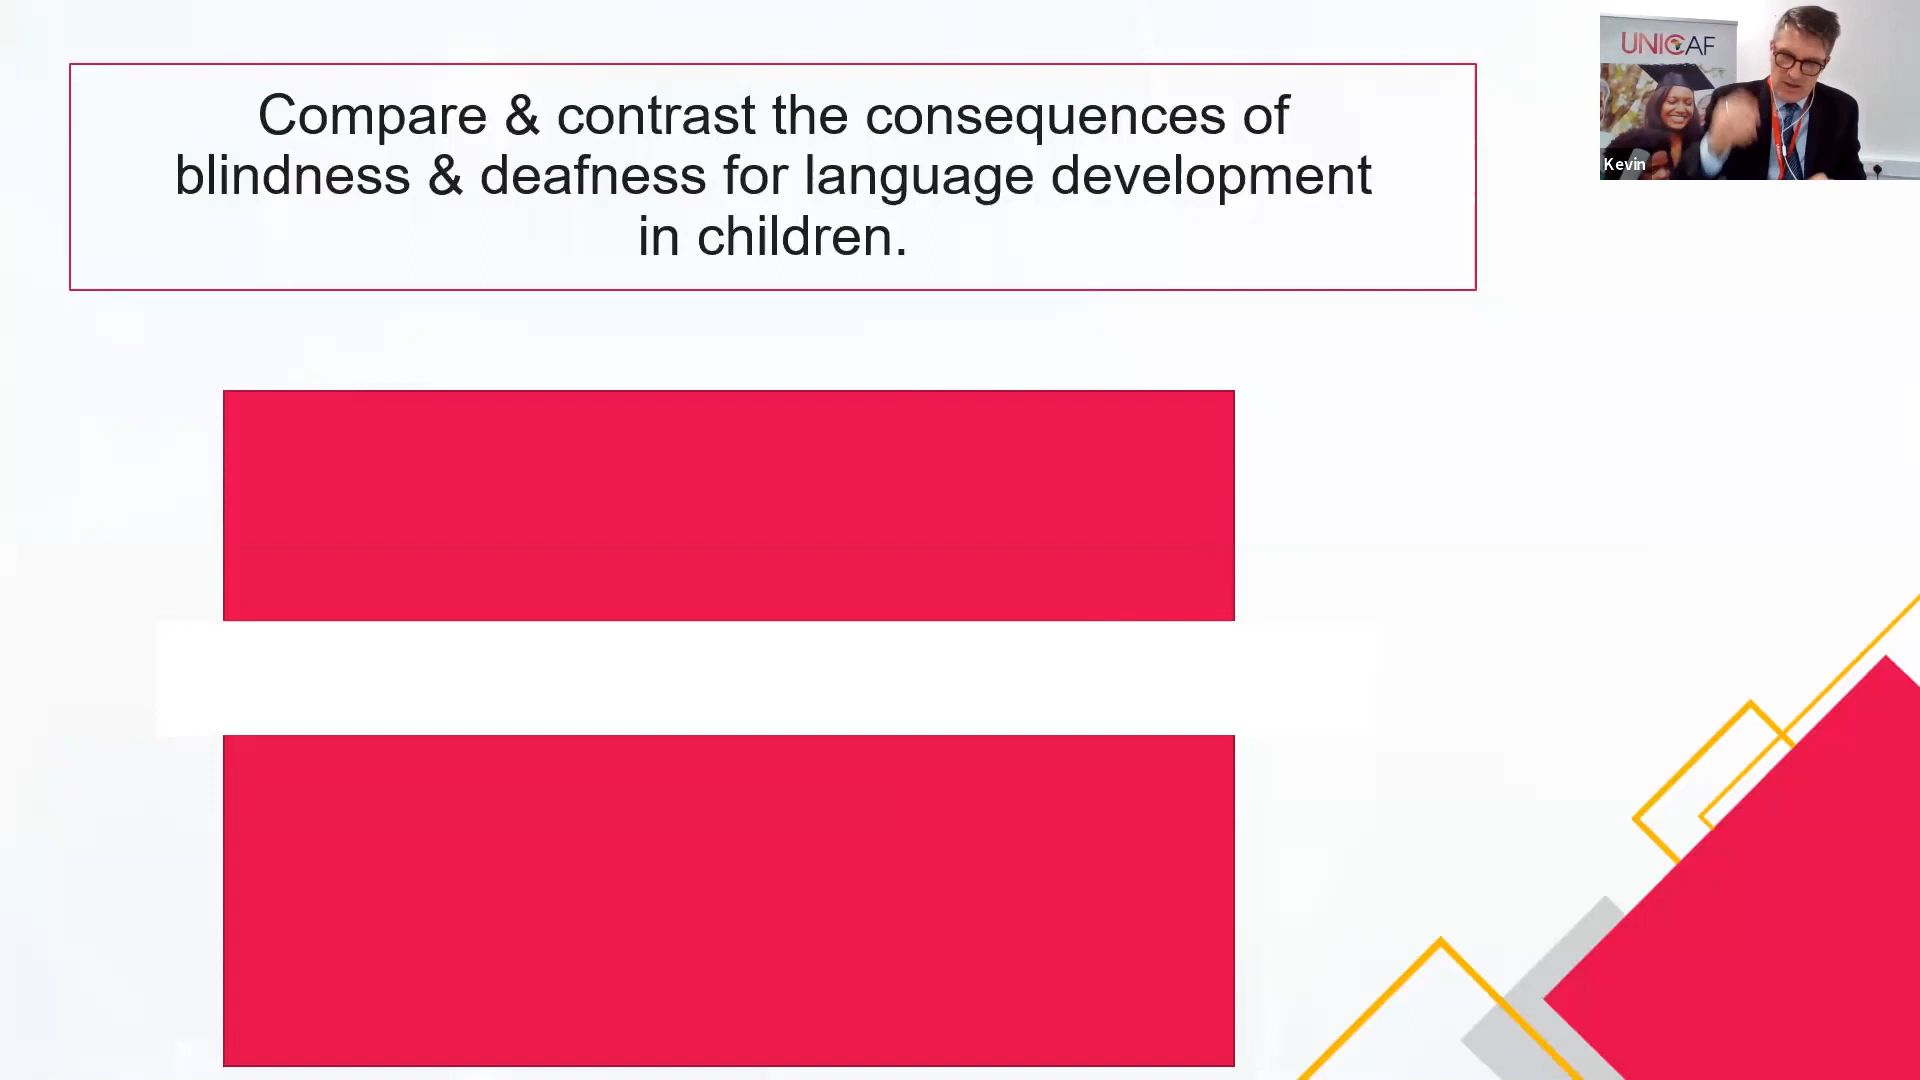 Compare & contrast the consequences of
blindness & deafness for language development
in children.
UNICAF
Kevin